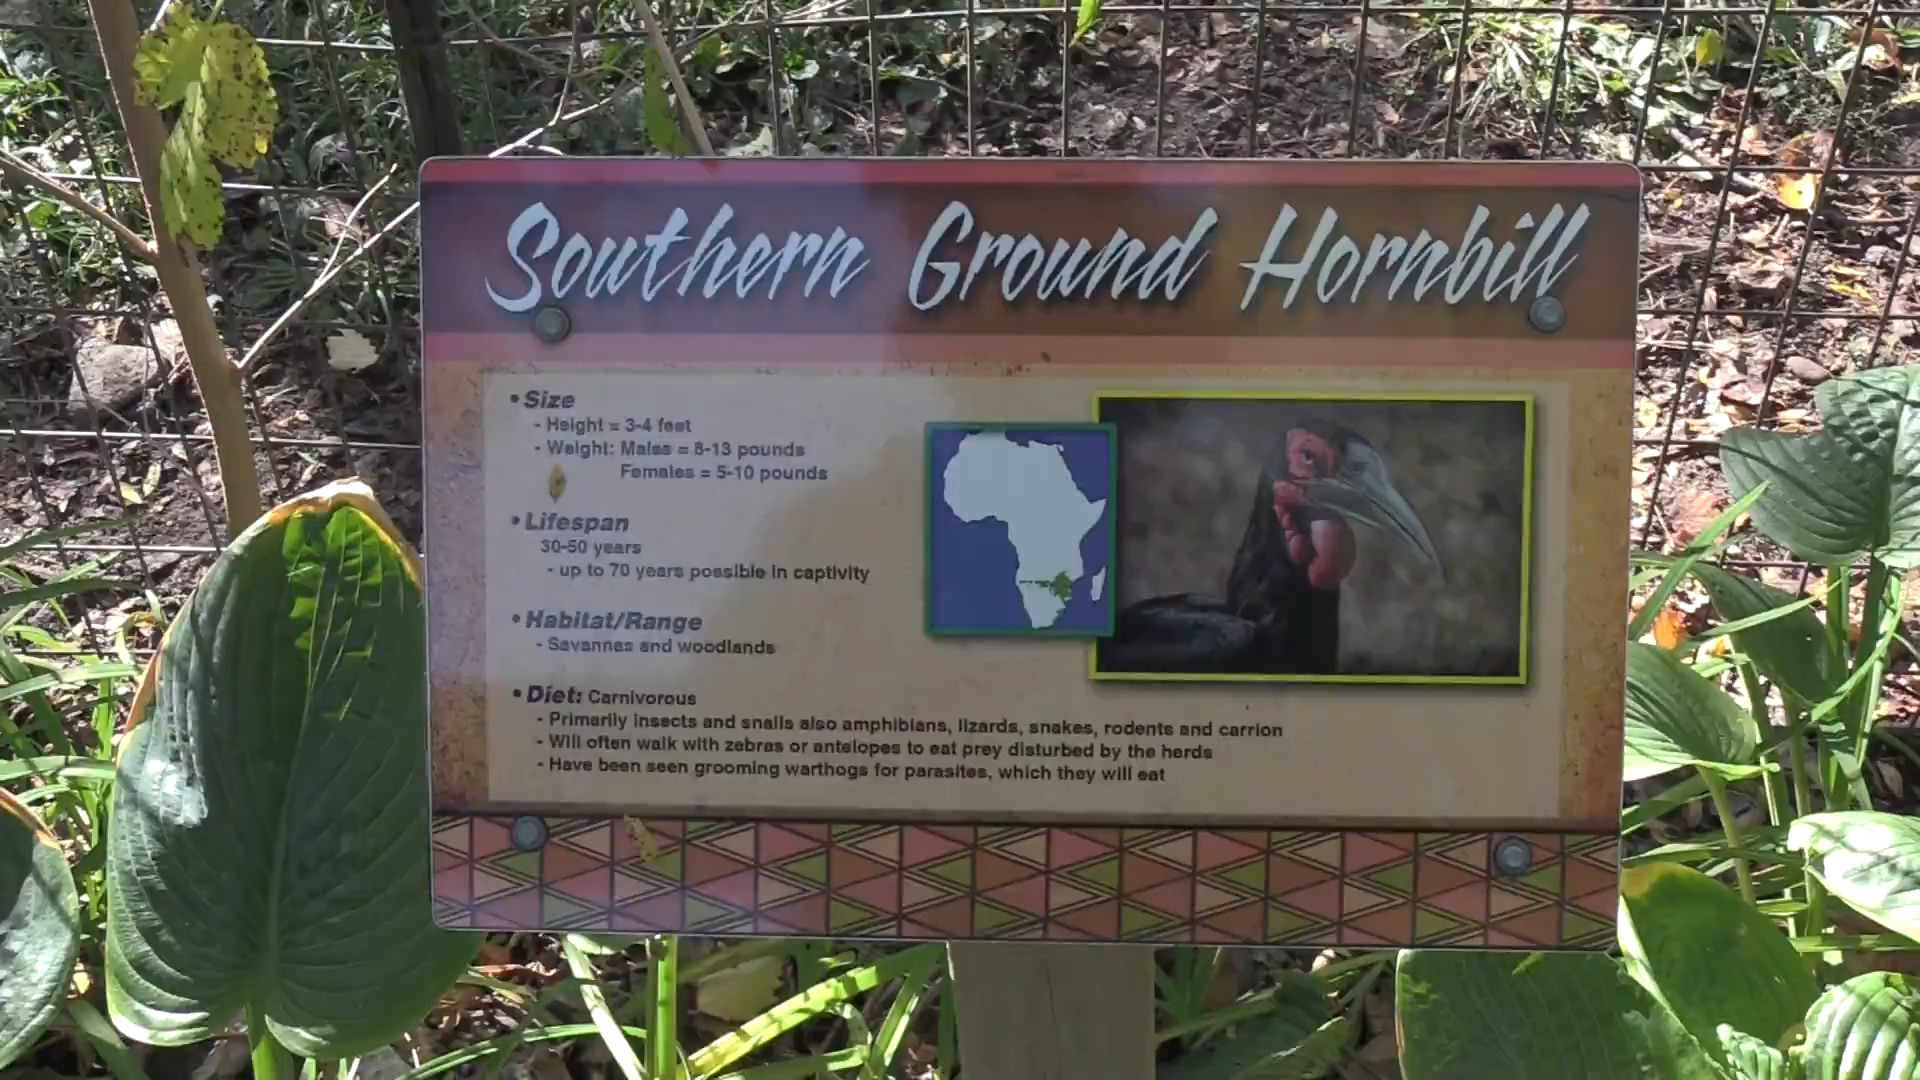 Southern Ground Hornbill
• Size
- Height = 3-4 feet
- Weight: Males = 8-13 pounds
Females = 5-10 pounds
• Lifespan
30-50 years
- up to 70 years possible in captivity
• Habitat/Range
- Savannas and woodlands
• Diet: Carnivorous
- Primarily insects and snails also amphibians, lizards, snakes, rodents and carrion
- Will often walk with zebras or antelopes to eat prey disturbed by the herds
- Have been seen grooming warthogs for parasites, which they will eat